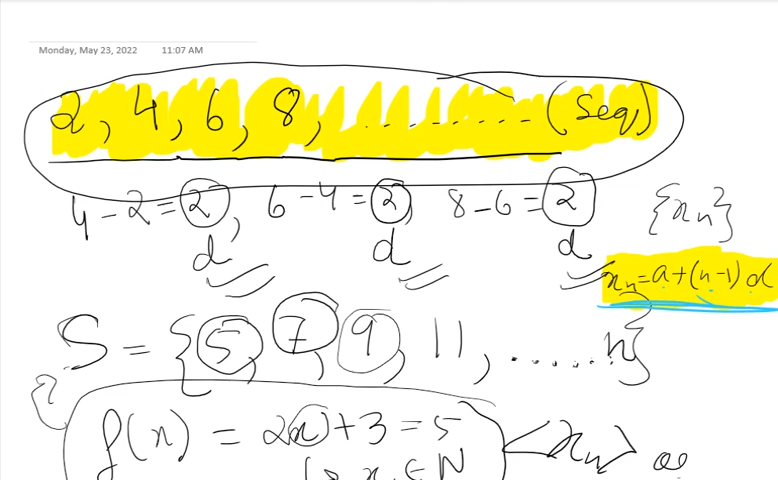 Monday, May 23, 2022 11:07 AM
2, 4, 6, 8, ............ (Seq)
4-2=2, 6-4=2, 8-6=2
d d d
{xn}
xn=a+(n-1)d
S = {5, 7, 9, 11, ...... n}
f(x) = 2x+3=5
x ∈ N
<xn>